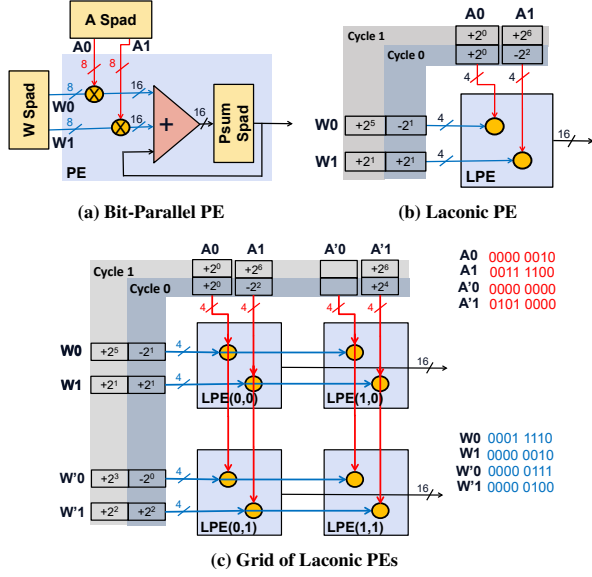 A Spad
A0
A1
8
8
W Spad
8
W0
16
8
W1
16
+
16
Psum Spad
PE
(a) Bit-Parallel PE
A0 A1
Cycle 1
+2⁰ +2⁶
Cycle 0
+2⁰ -2²
4 4
W0 +2⁵ -2¹ 4
16
W1 +2¹ +2¹ 4
LPE
(b) Laconic PE
A0 A1 A'0 A'1
Cycle 1
+2⁰ +2⁶ +2⁶
Cycle 0
+2⁰ -2² +2⁴
4 4 4 4
A0 0000 0010
A1 0011 1100
A'0 0000 0000
A'1 0101 0000
W0 +2⁵ -2¹ 4
16
W1 +2¹ +2¹ 4
LPE(0,0) LPE(1,0)
W'0 +2³ -2⁰ 4
16
W'1 +2² +2² 4
LPE(0,1) LPE(1,1)
W0 0001 1110
W1 0000 0010
W'0 0000 0111
W'1 0000 0100
(c) Grid of Laconic PEs